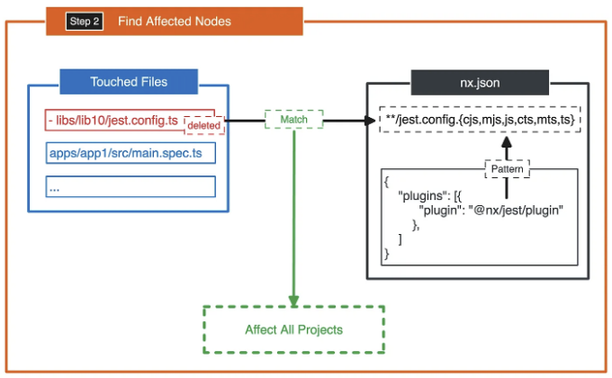 Step 2 Find Affected Nodes
Touched Files
- libs/lib10/jest.config.ts
deleted
apps/app1/src/main.spec.ts
...
Match
nx.json
**/jest.config.{cjs,mjs,js,cts,mts,ts}
Pattern
{
"plugins": [{
"plugin": "@nx/jest/plugin"
},
]
}
Affect All Projects